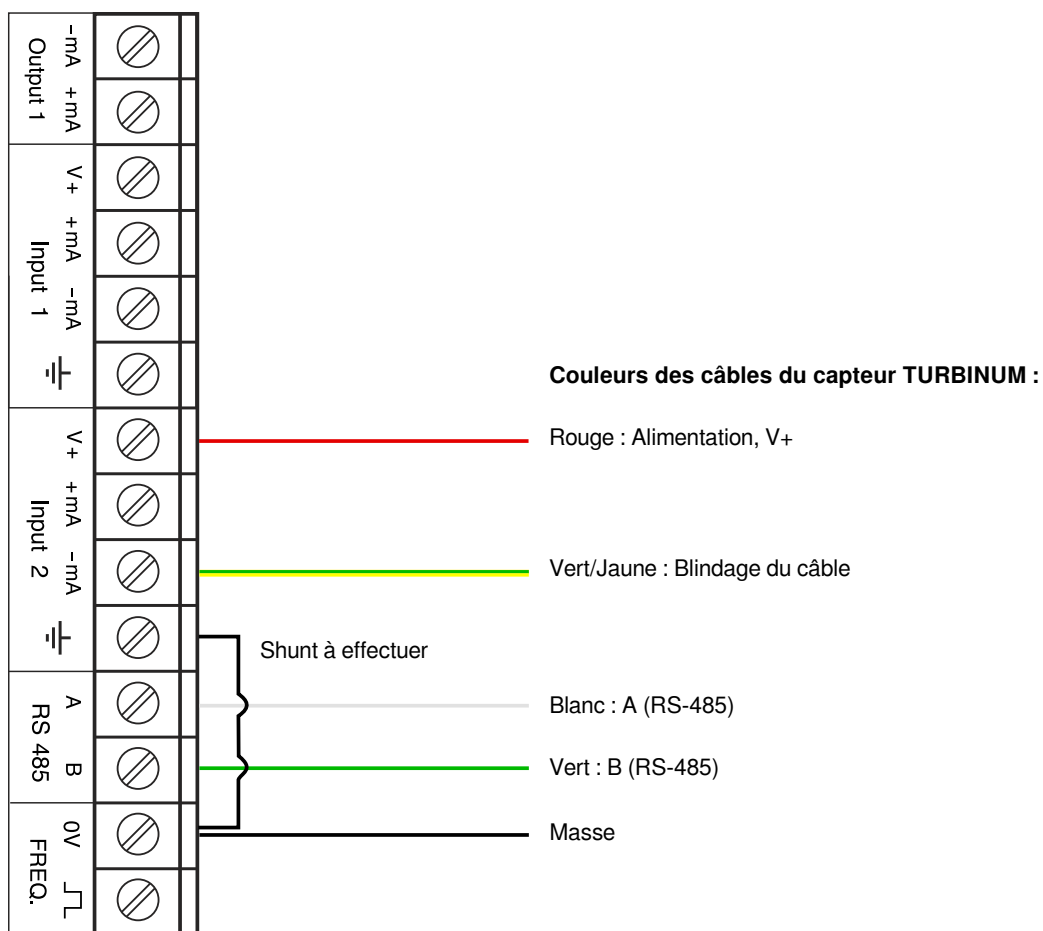 -mA
+mA
Output 1
V+
+mA
-mA
Input 1
V+
+mA
-mA
Input 2
A
B
RS 485
0V
FREQ.
Couleurs des câbles du capteur TURBINUM :
Rouge : Alimentation, V+
Vert/Jaune : Blindage du câble
Shunt à effectuer
Blanc : A (RS-485)
Vert : B (RS-485)
Masse